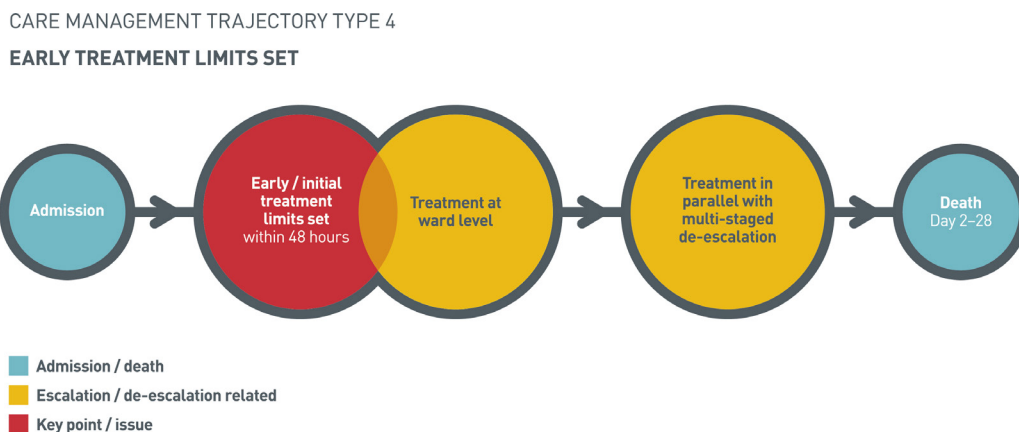 CARE MANAGEMENT TRAJECTORY TYPE 4
EARLY TREATMENT LIMITS SET
Admission
Early / initial
treatment
limits set
within 48 hours
Treatment at
ward level
Treatment in
parallel with
multi-staged
de-escalation
Death
Day 2–28
Admission / death
Escalation / de-escalation related
Key point / issue